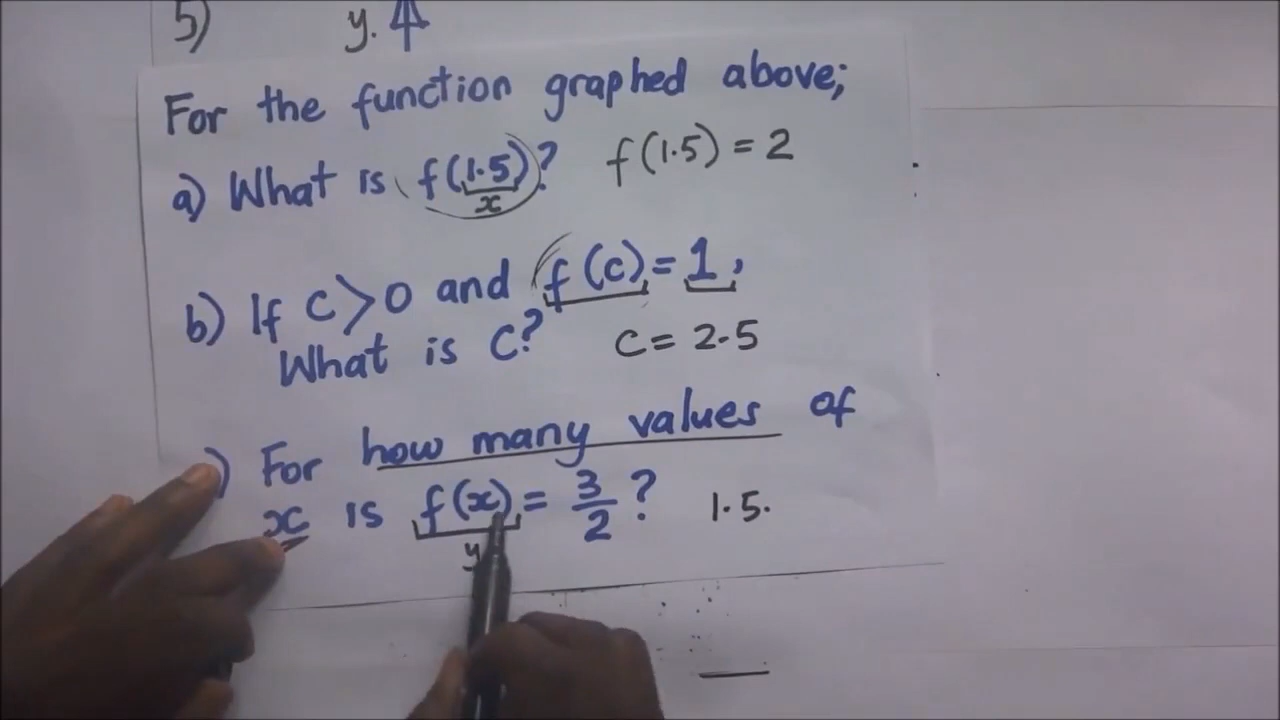 5) y.
For the function graphed above;
a) What is f(1.5)? f(1.5) = 2
x
b) If C>0 and f(c) = 1,
What is C? C = 2.5
) For how many values of
x is f(x) = 3/2 ? 1.5.
y